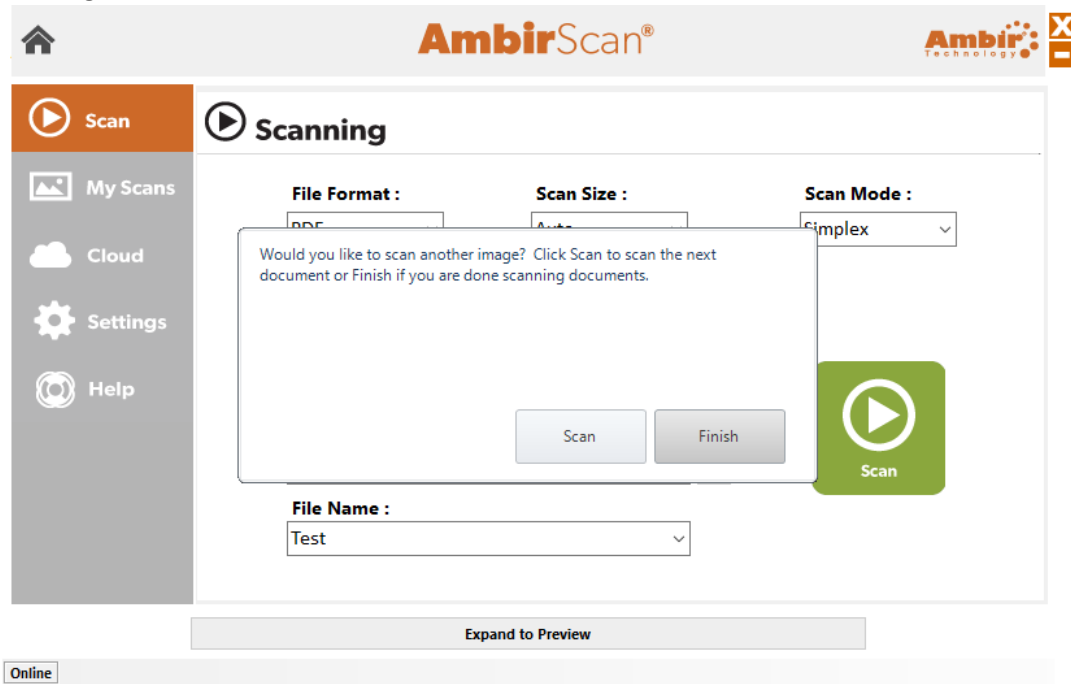 AmbirScan®
Ambir
Technology
X
Scan
Scanning
My Scans
File Format :
Scan Size :
Scan Mode :
PDF
Auto
Simplex
Cloud
Would you like to scan another image? Click Scan to scan the next
document or Finish if you are done scanning documents.
Settings
Help
Scan
Finish
Scan
File Name :
Test
Expand to Preview
Online